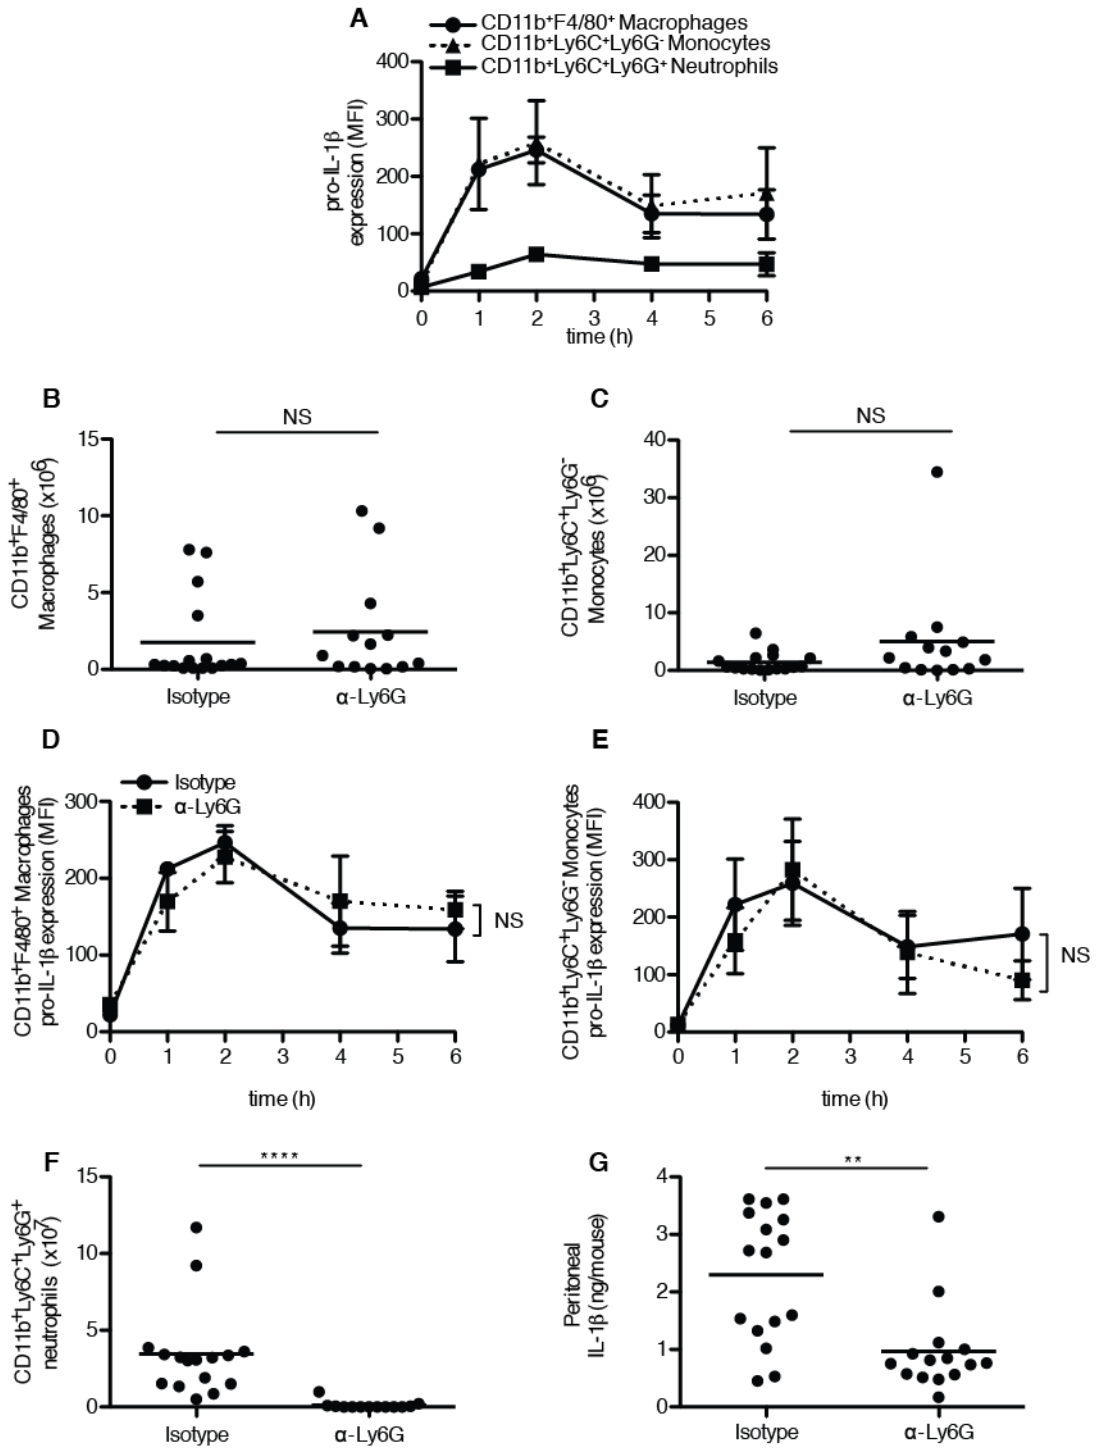 A
CD11b⁺F4/80⁺ Macrophages
CD11b⁺Ly6C⁺Ly6G⁻ Monocytes
CD11b⁺Ly6C⁺Ly6G⁺ Neutrophils
pro-IL-1β
expression (MFI)
400
300
200
100
0
0 1 2 3 4 5 6
time (h)
B
NS
CD11b⁺F4/80⁺
Macrophages (x10⁶)
15
10
5
0
Isotype α-Ly6G
C
NS
CD11b⁺Ly6C⁺Ly6G⁻
Monocytes (x10⁶)
40
30
20
10
0
Isotype α-Ly6G
D
Isotype
α-Ly6G
CD11b⁺F4/80⁺ Macrophages
pro-IL-1β expression (MFI)
300
200
100
0
NS
0 1 2 3 4 5 6
time (h)
E
CD11b⁺Ly6C⁺Ly6G⁻ Monocytes
pro-IL-1β expression (MFI)
400
300
200
100
0
NS
0 1 2 3 4 5 6
time (h)
F
****
CD11b⁺Ly6C⁺Ly6G⁺
neutrophils (x10⁷)
15
10
5
0
Isotype α-Ly6G
G
**
Peritoneal
IL-1β (ng/mouse)
4
3
2
1
0
Isotype α-Ly6G